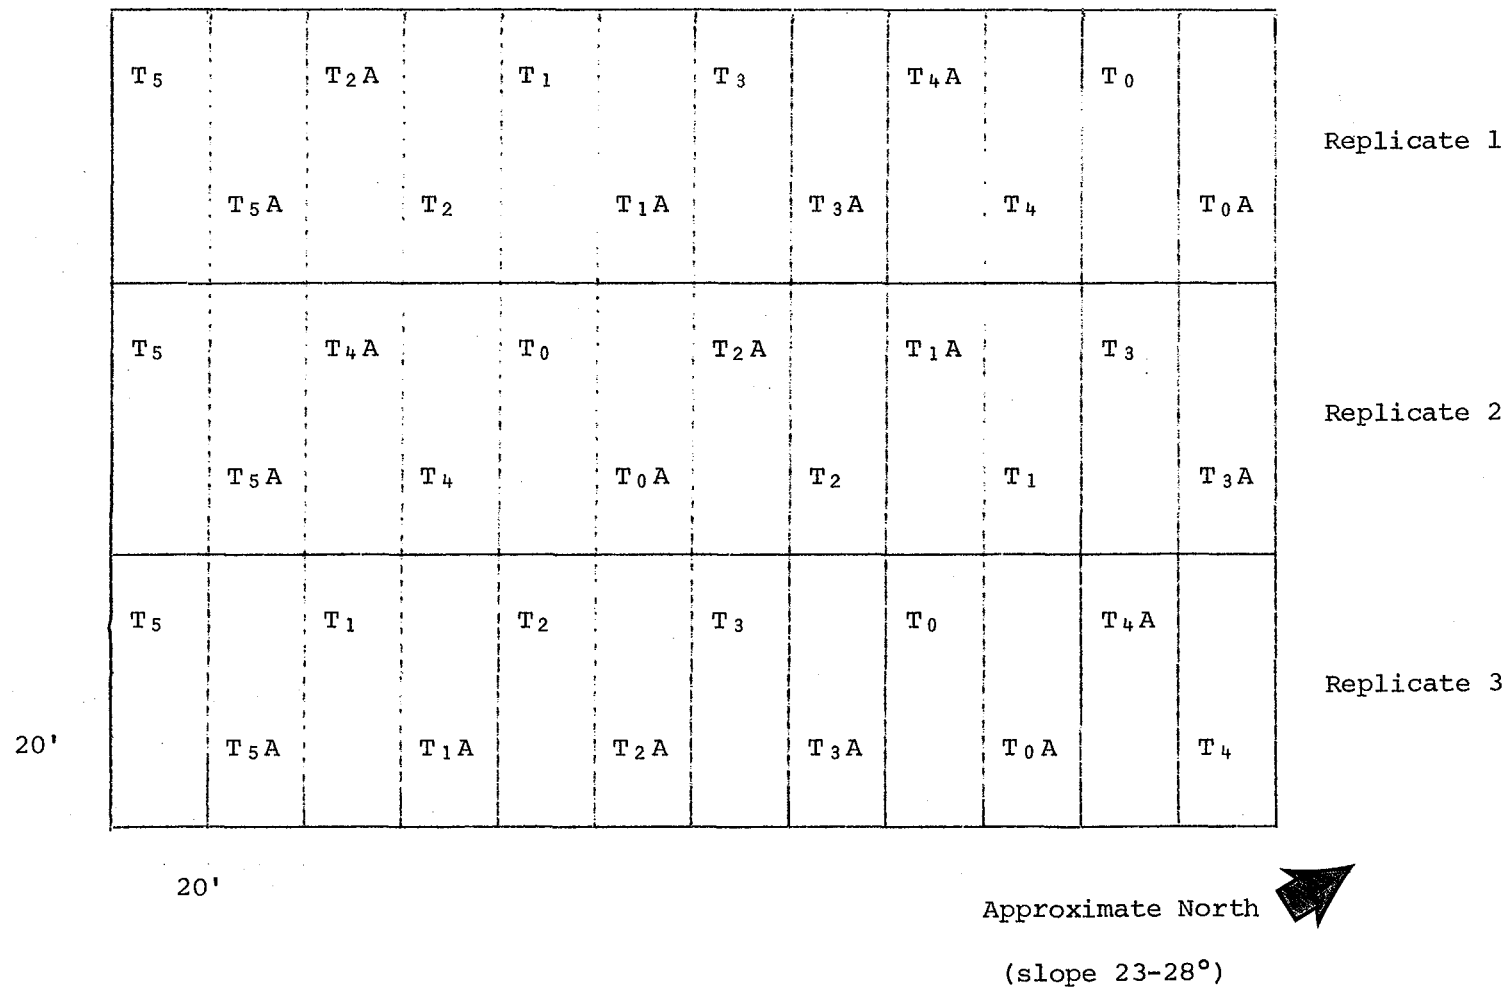 T5 T2A T1 T3 T4A T0
Replicate 1
T5A T2 T1A T3A T4 T0A
T5 T4A T0 T2A T1A T3
Replicate 2
T5A T4 T0A T2 T1 T3A
T5 T1 T2 T3 T0 T4A
Replicate 3
20' T5A T1A T2A T3A T0A T4
20'
Approximate North
(slope 23-28°)